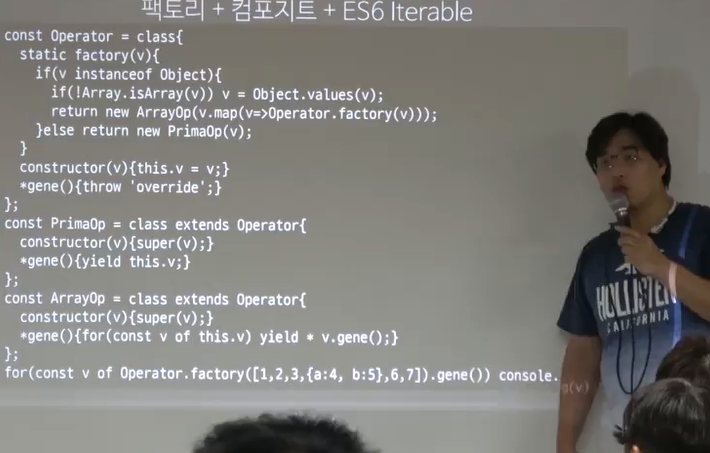 팩토리 + 컴포지트 + ES6 Iterable
const Operator = class{
static factory(v){
if(v instanceof Object){
if(!Array.isArray(v)) v = Object.values(v);
return new ArrayOp(v.map(v=>Operator.factory(v)));
}else return new PrimaOp(v);
}
constructor(v){this.v = v;}
*gene(){throw 'override';}
};
const PrimaOp = class extends Operator{
constructor(v){super(v);}
*gene(){yield this.v;}
};
const ArrayOp = class extends Operator{
constructor(v){super(v);}
*gene(){for(const v of this.v) yield * v.gene();}
};
for(const v of Operator.factory([1,2,3,{a:4, b:5},6,7]).gene()) console. g(v)
HOLLISTER
CALIFORNIA